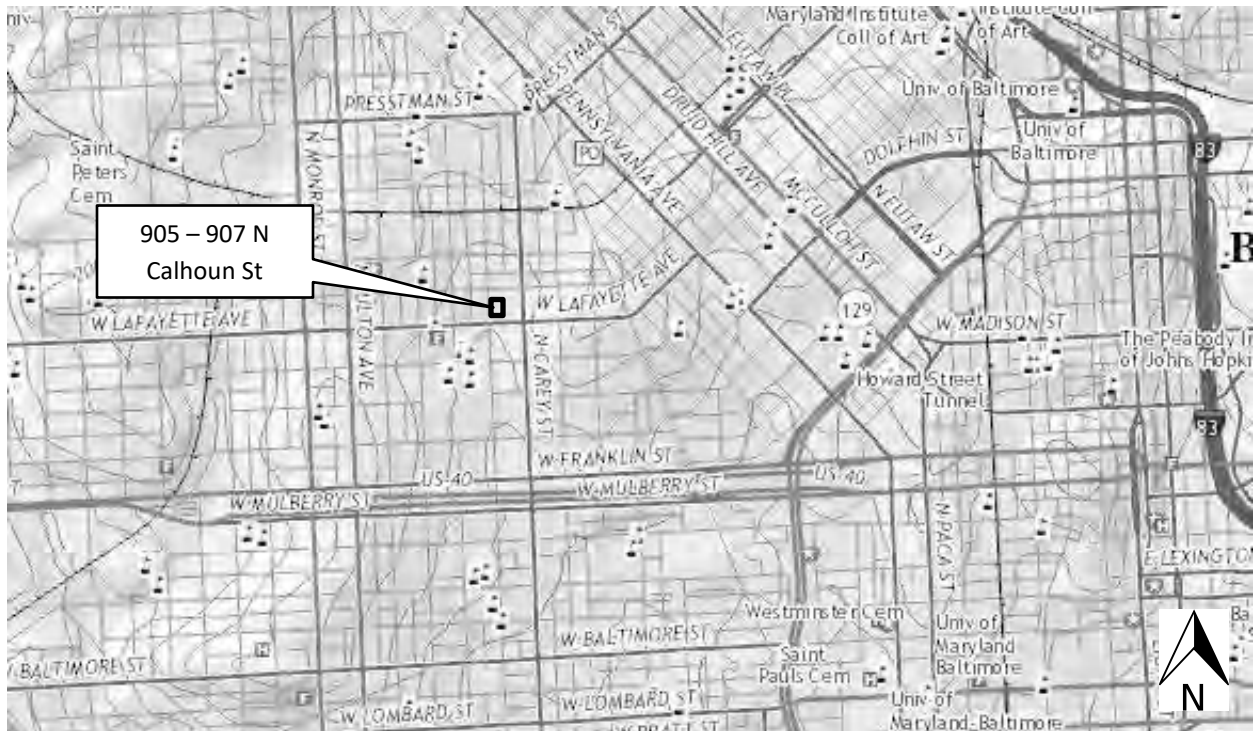 Maryland Institute
Coll of Art
of Art
EUTAW PL
PRESSTMAN ST
PRESSTMAN ST
PENNSYLVANIA AVE
DRUID HILL AVE
MCCULLOH ST
N EUTAW ST
DOLPHIN ST
Univ of Baltimore
Univ of
Baltimore
83
Saint
Peters
Cem
PO
N MONROE ST
905 – 907 N
Calhoun St
W LAFAYETTE AVE
W LAFAYETTE AVE
N CAREY ST
129
W MADISON ST
The Peabody In
of Johns Hopki
Howard Street
Tunnel
83
W FRANKLIN ST
US-40
US-40
W MULBERRY ST
W MULBERRY ST
N PACA ST
E LEXINGTON
Westminster Cem
W BALTIMORE ST
W BALTIMORE ST
Univ of
Maryland
Baltimore
Saint
Pauls Cem
W LOMBARD ST
W LOMBARD ST
Univ of
Maryland-Baltimore
B
Ba
H
H
H
N